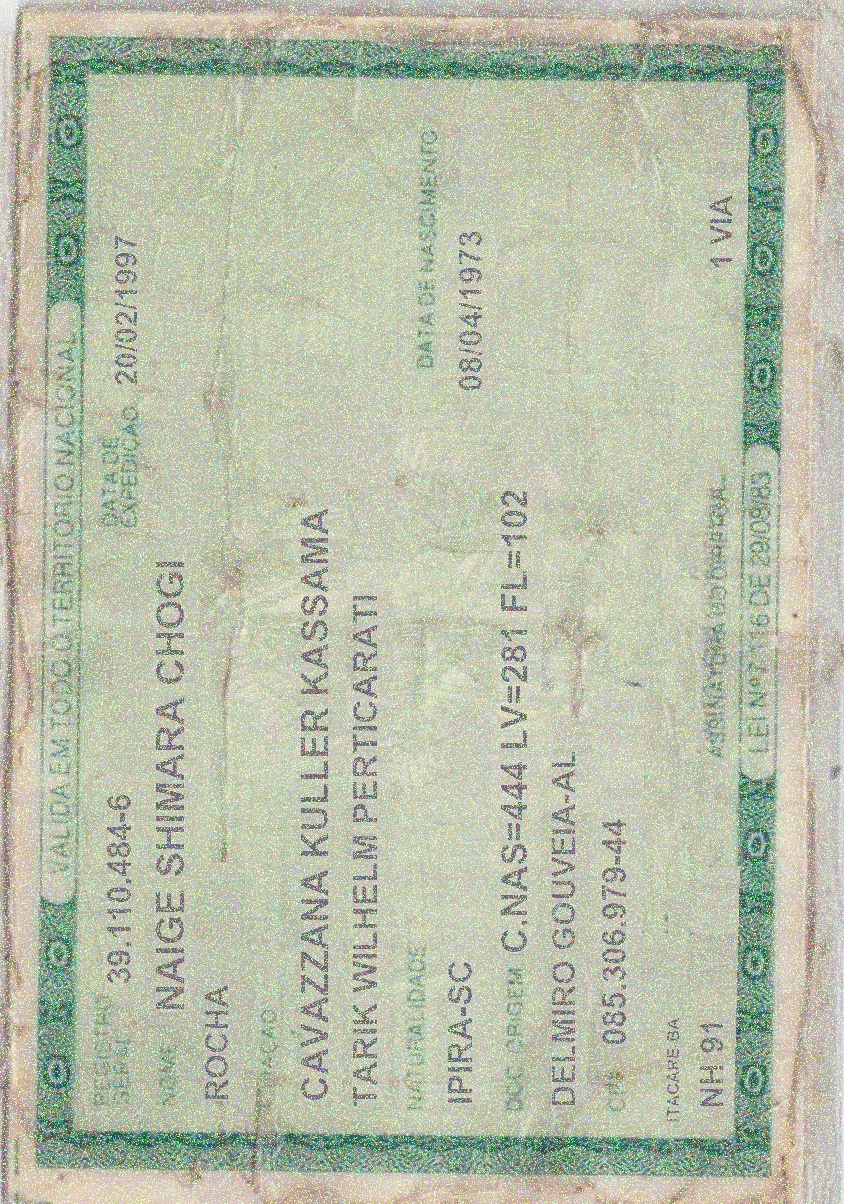 VÁLIDA EM TODO O TERRITÓRIO NACIONAL
REGISTRO GERAL 39.110.484-6 DATA DE EXPEDIÇÃO 20/02/1997
NOME NAIGE SHIMARA CHOGI
ROCHA
FILIAÇÃO
CAVAZZANA KULLER KASSAMA
TARIK WILHELM PERTICARATI
NATURALIDADE DATA DE NASCIMENTO
IPIRA-SC 08/04/1973
DOC. ORIGEM C.NAS=444 LV=281 FL=102
DELMIRO GOUVEIA-AL
CPF 085.306.979-44
ITACARE BA
NH 91 1 VIA
ASSINATURA DO DIRETOR
LEI Nº 7.116 DE 29/08/83